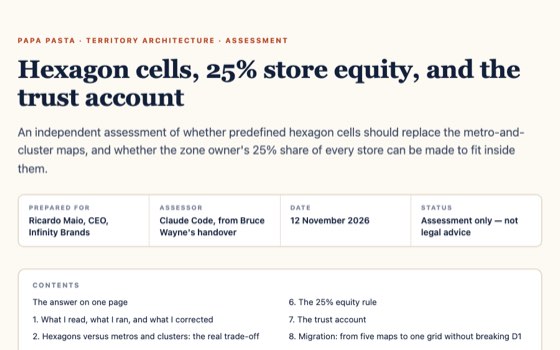 PAPA PASTA · TERRITORY ARCHITECTURE · ASSESSMENT
Hexagon cells, 25% store equity, and the
trust account
An independent assessment of whether predefined hexagon cells should replace the metro-and-
cluster maps, and whether the zone owner's 25% share of every store can be made to fit inside
them.
PREPARED FOR
Ricardo Maio, CEO,
Infinity Brands
ASSESSOR
Claude Code, from Bruce
Wayne's handover
DATE
12 November 2026
STATUS
Assessment only — not
legal advice
CONTENTS
The answer on one page
1. What I read, what I ran, and what I corrected
2. Hexagons versus metros and clusters: the real trade-off
6. The 25% equity rule
7. The trust account
8. Migration: from five maps to one grid without breaking D1